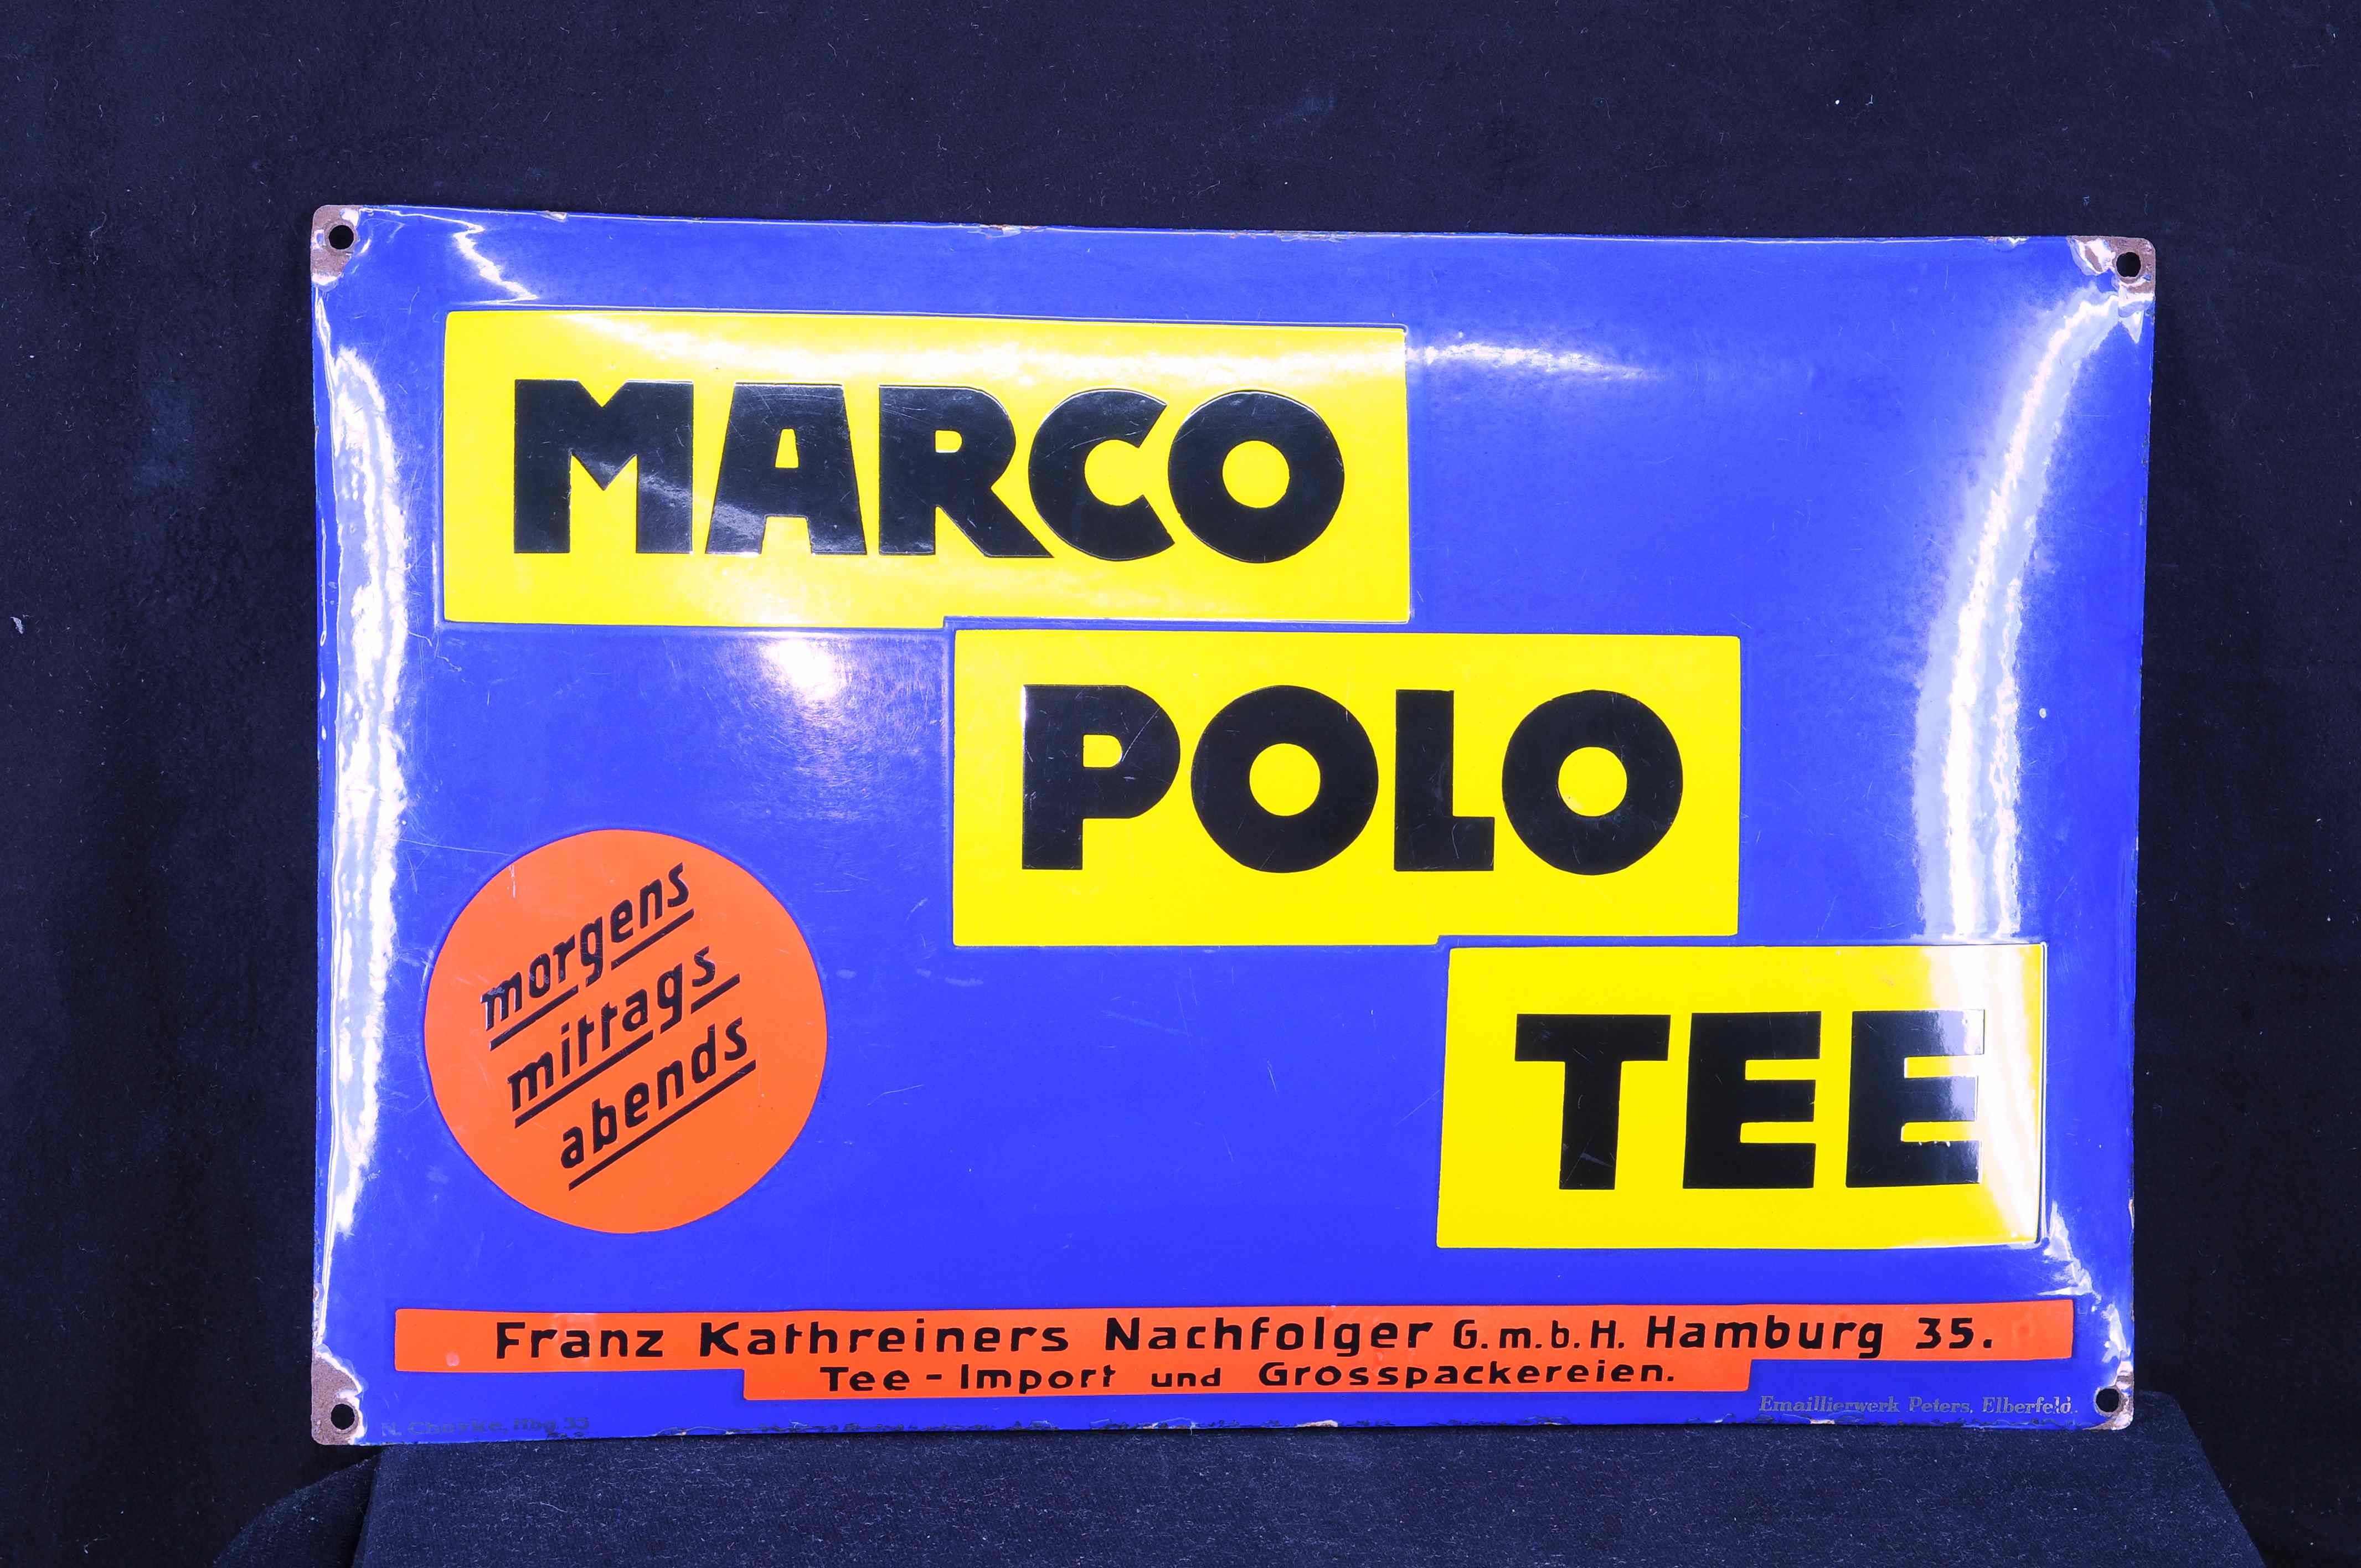 MARCO
POLO
TEE
morgens
mittags
abends
Franz Kathreiners Nachfolger G.m.b.H. Hamburg 35.
Tee-Import und Grosspackereien.
Emaillierwerk Peters, Elberfeld.